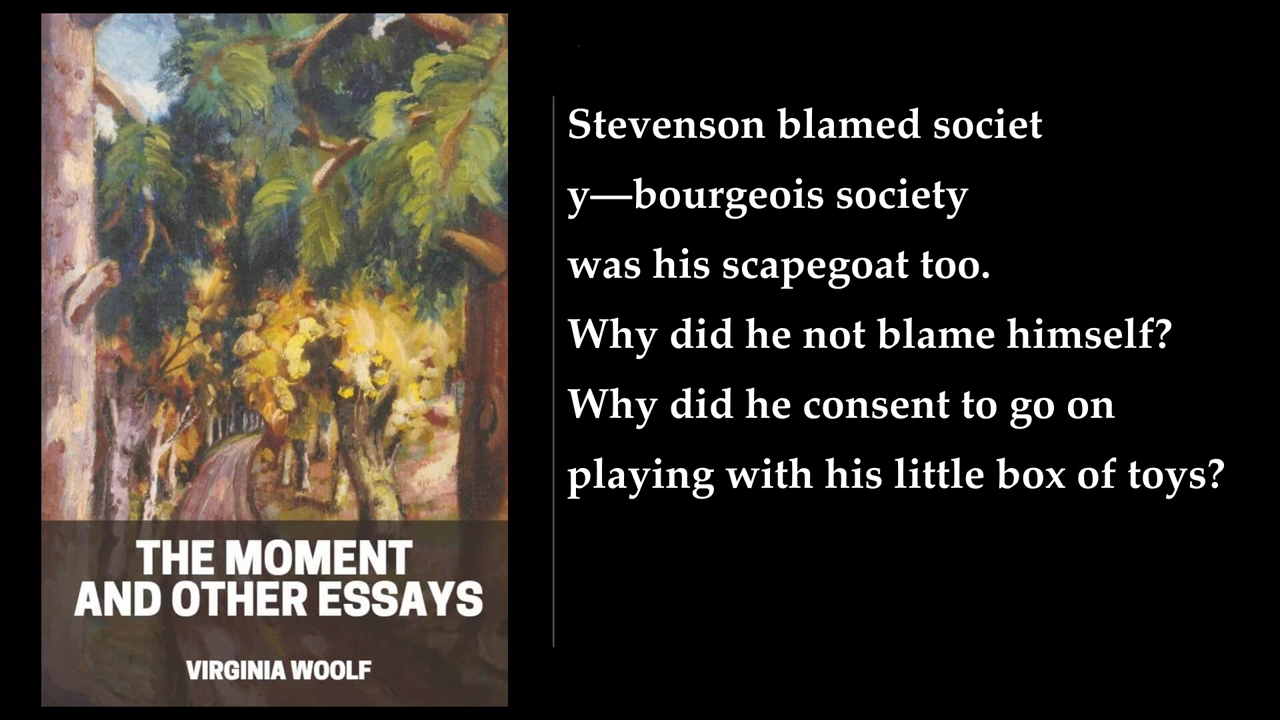 THE MOMENT
AND OTHER ESSAYS
VIRGINIA WOOLF
Stevenson blamed societ
y—bourgeois society
was his scapegoat too.
Why did he not blame himself?
Why did he consent to go on
playing with his little box of toys?